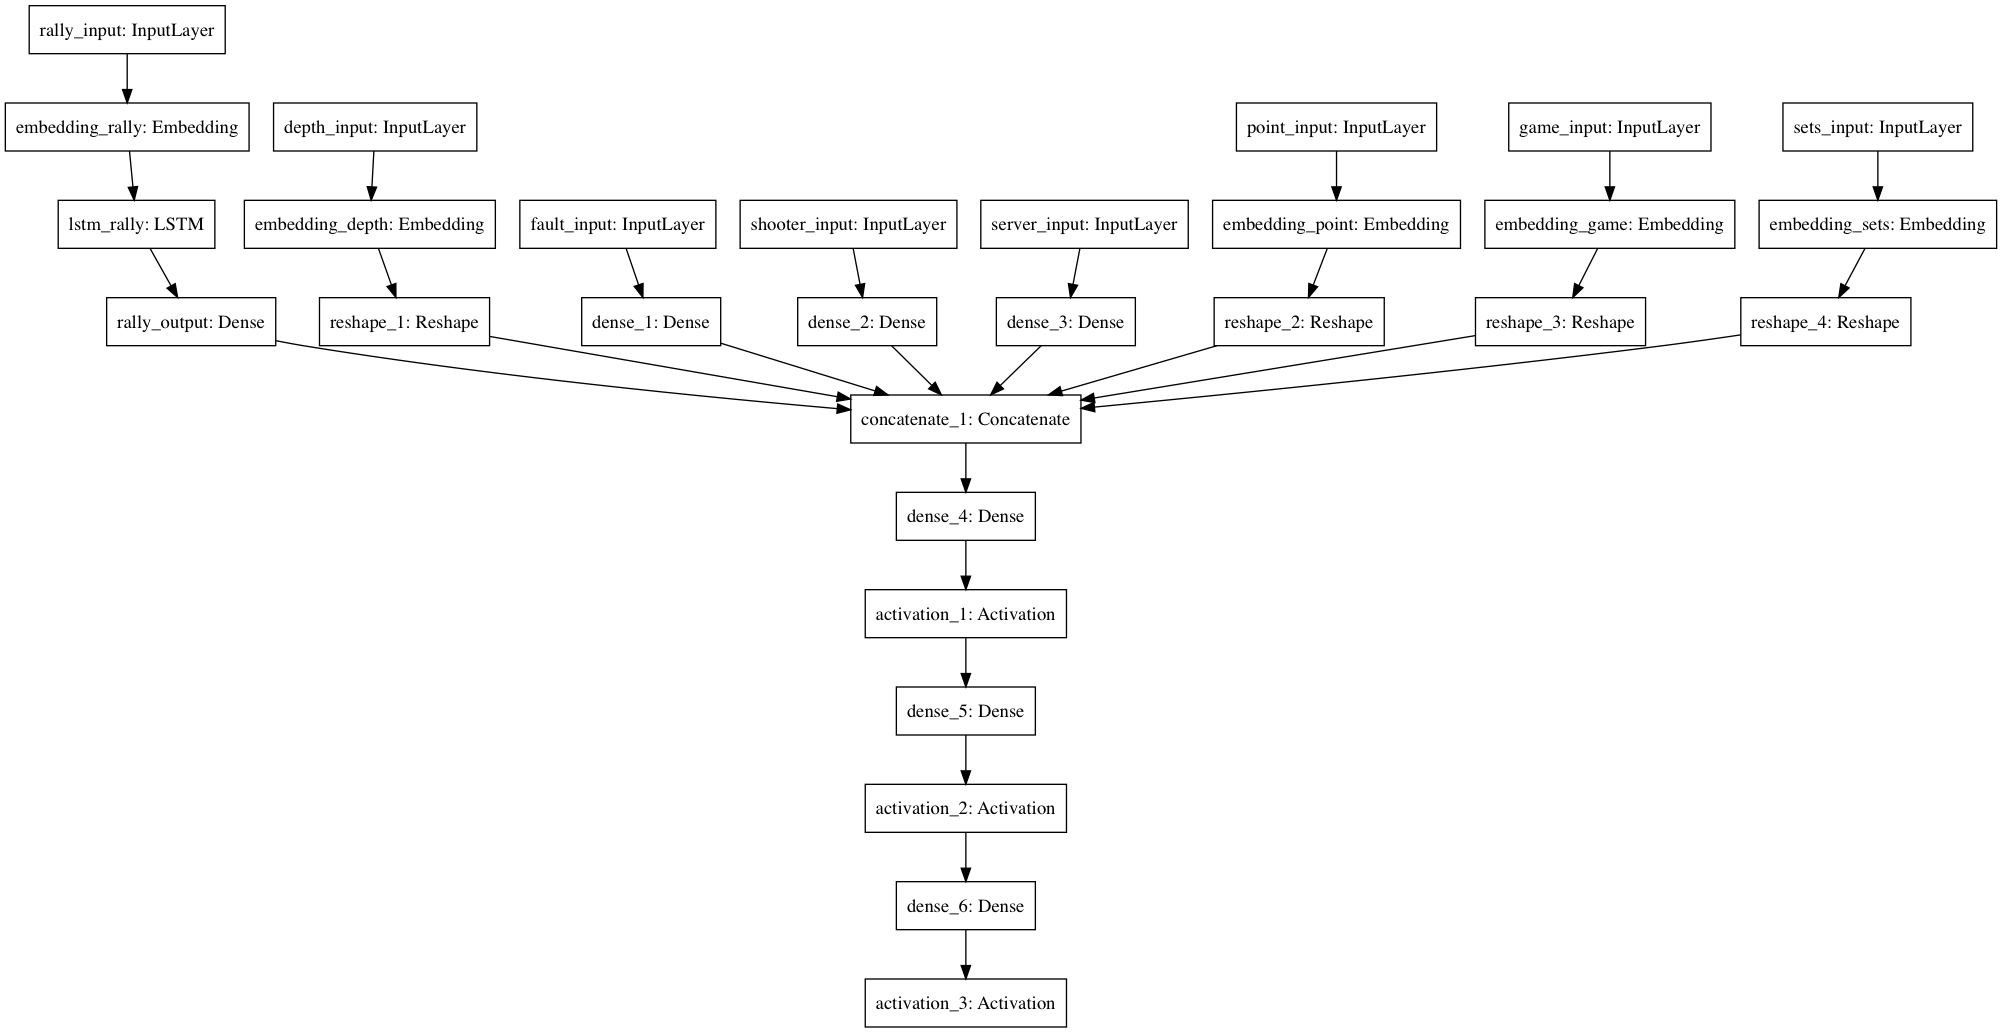 rally_input: InputLayer
embedding_rally: Embedding
depth_input: InputLayer
point_input: InputLayer
game_input: InputLayer
sets_input: InputLayer
lstm_rally: LSTM
embedding_depth: Embedding
fault_input: InputLayer
shooter_input: InputLayer
server_input: InputLayer
embedding_point: Embedding
embedding_game: Embedding
embedding_sets: Embedding
rally_output: Dense
reshape_1: Reshape
dense_1: Dense
dense_2: Dense
dense_3: Dense
reshape_2: Reshape
reshape_3: Reshape
reshape_4: Reshape
concatenate_1: Concatenate
dense_4: Dense
activation_1: Activation
dense_5: Dense
activation_2: Activation
dense_6: Dense
activation_3: Activation